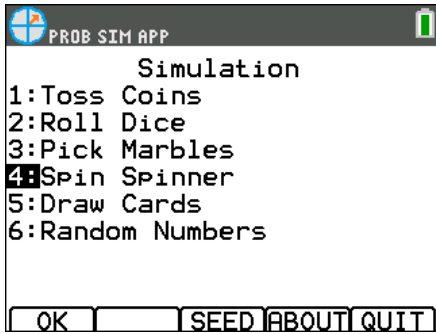 PROB SIM APP
Simulation
1:Toss Coins
2:Roll Dice
3:Pick Marbles
4:Spin Spinner
5:Draw Cards
6:Random Numbers
OK SEED ABOUT QUIT